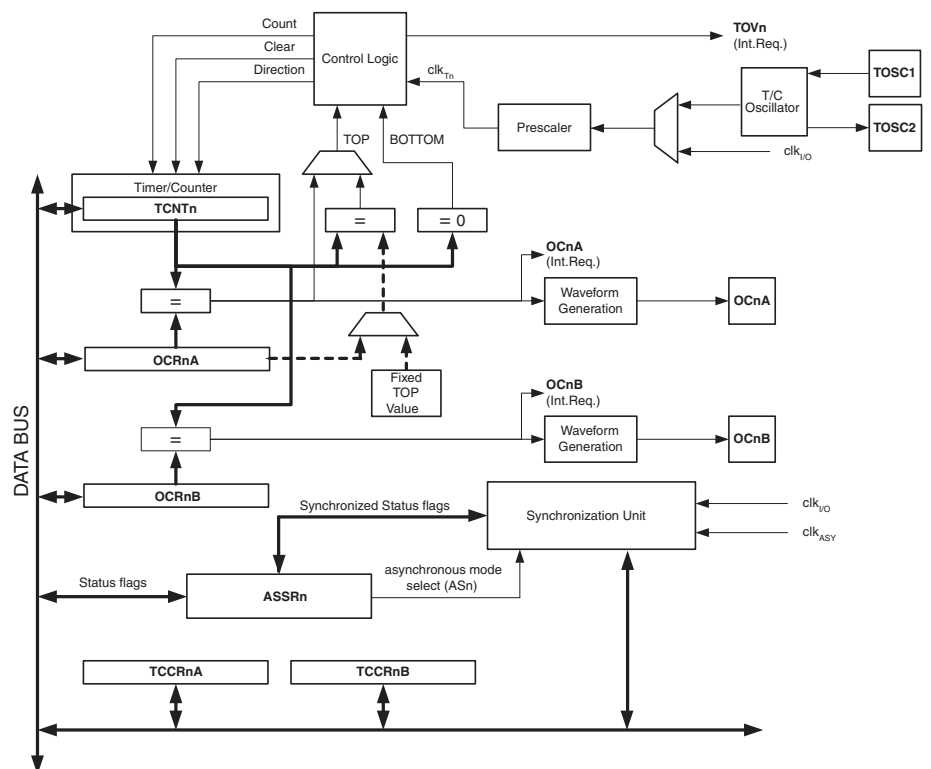 Count
Clear
Direction
Control Logic
TOVn
(Int.Req.)
clkTn
TOSC1
T/C
Oscillator
TOSC2
Prescaler
clkI/O
TOP
BOTTOM
Timer/Counter
TCNTn
=
= 0
OCnA
(Int.Req.)
=
Waveform
Generation
OCnA
OCRnA
Fixed
TOP
Value
OCnB
(Int.Req.)
=
Waveform
Generation
OCnB
OCRnB
DATA BUS
Synchronized Status flags
Synchronization Unit
clkI/O
clkASY
Status flags
ASSRn
asynchronous mode
select (ASn)
TCCRnA
TCCRnB